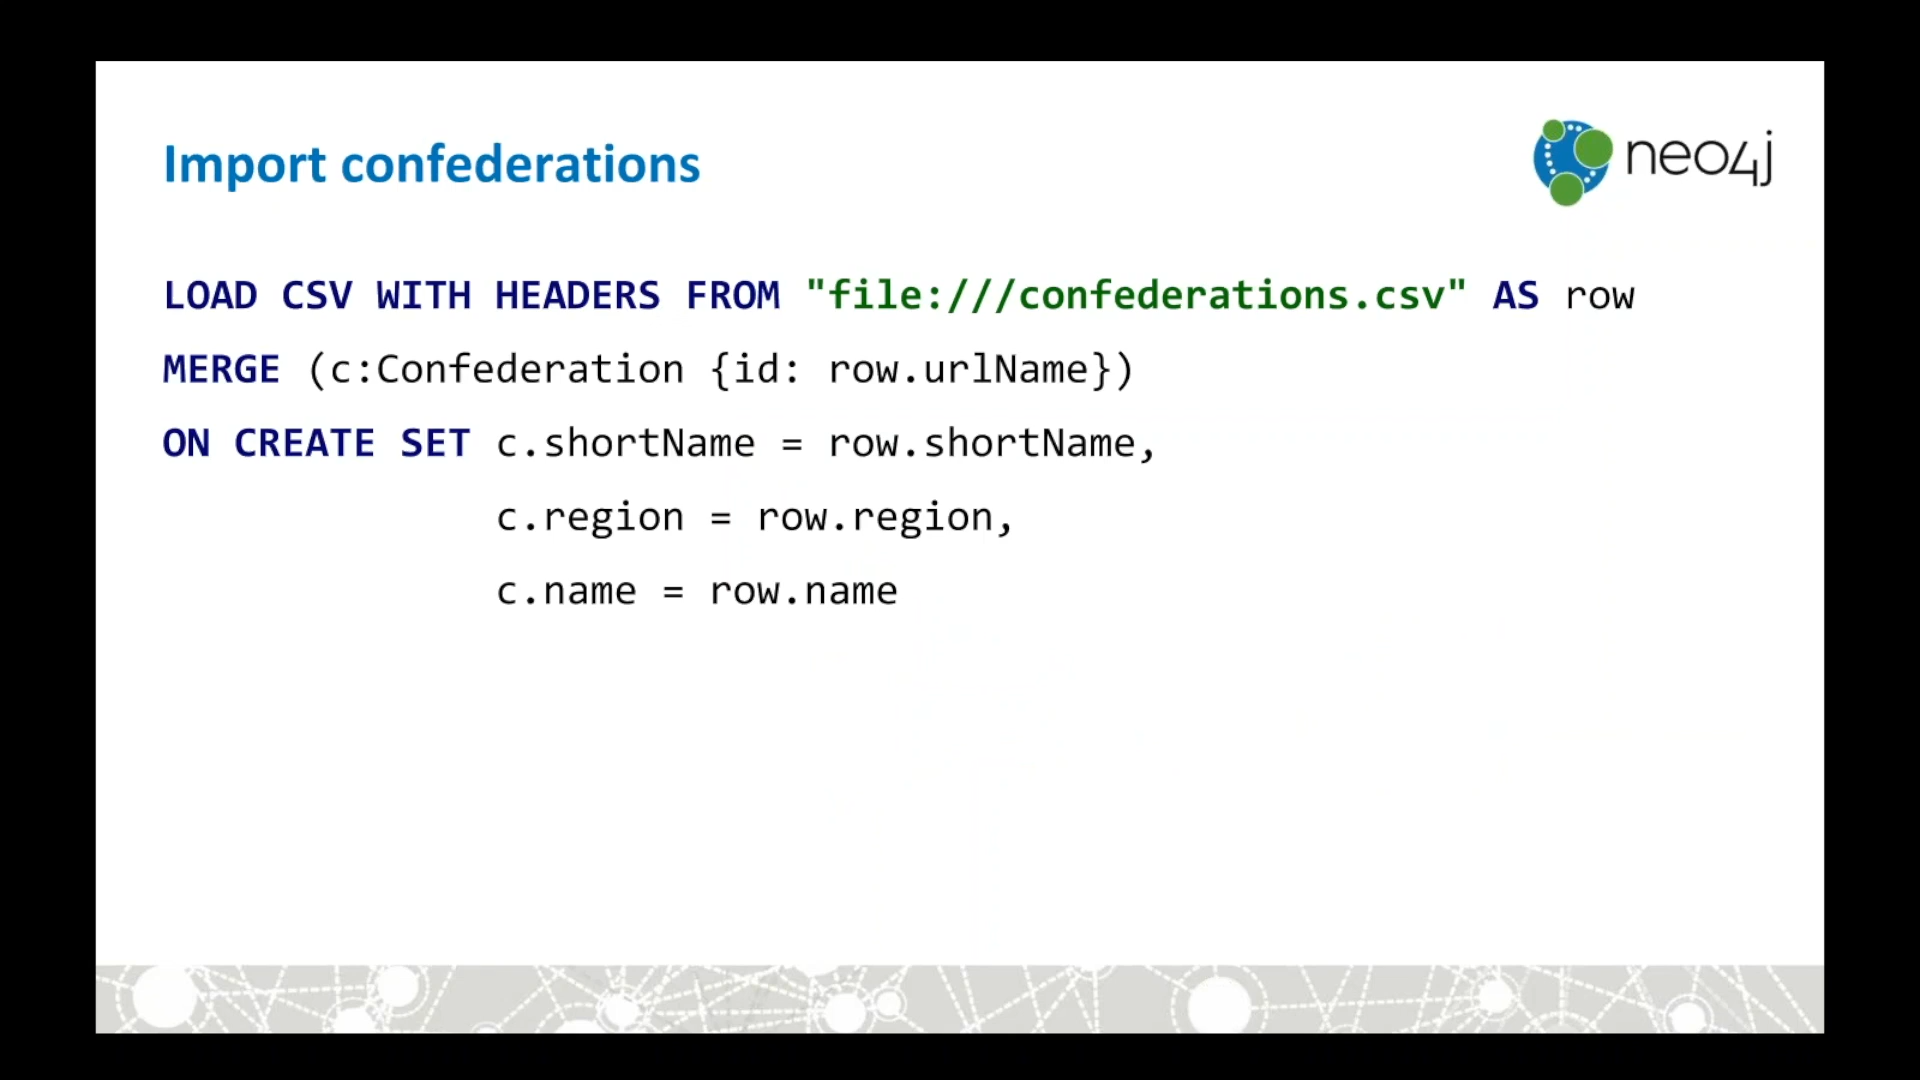 Import confederations
neo4j
LOAD CSV WITH HEADERS FROM "file:///confederations.csv" AS row
MERGE (c:Confederation {id: row.urlName})
ON CREATE SET c.shortName = row.shortName,
c.region = row.region,
c.name = row.name